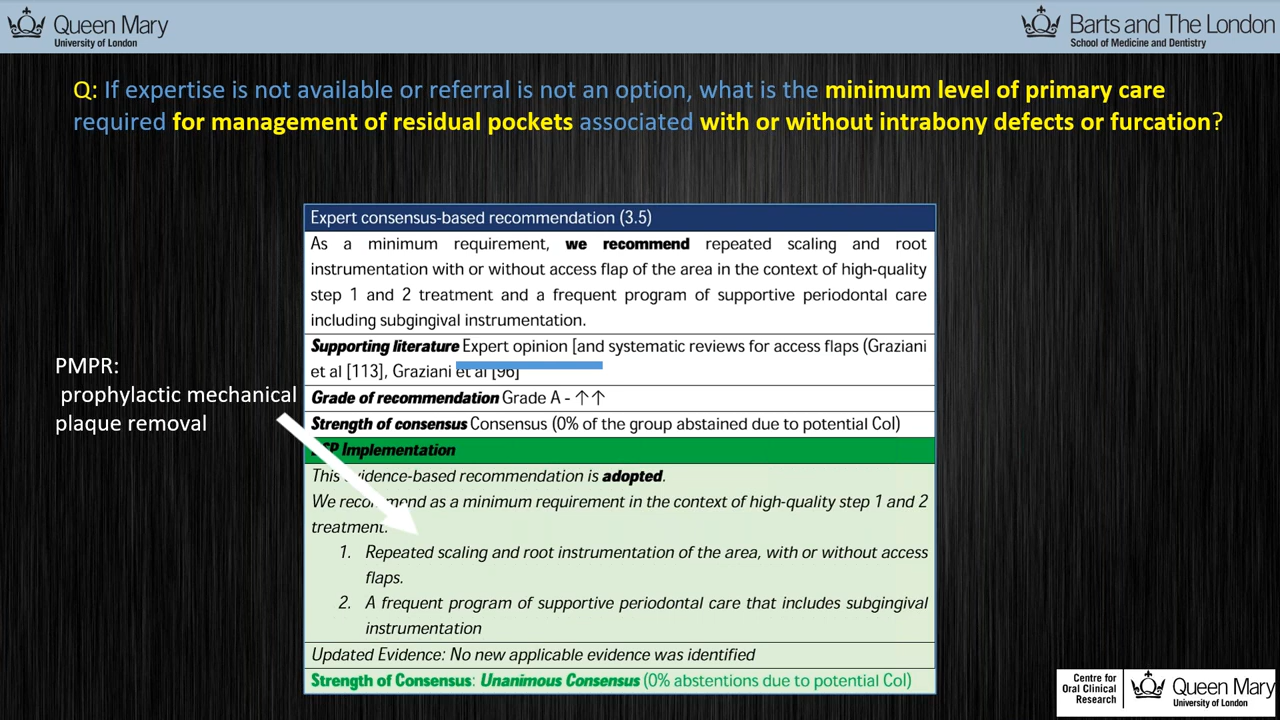 Queen Mary
University of London
Barts and The London
School of Medicine and Dentistry
Q: If expertise is not available or referral is not an option, what is the minimum level of primary care
required for management of residual pockets associated with or without intrabony defects or furcation?
Expert consensus-based recommendation (3.5)
As a minimum requirement, we recommend repeated scaling and root
instrumentation with or without access flap of the area in the context of high-quality
step 1 and 2 treatment and a frequent program of supportive periodontal care
including subgingival instrumentation.
Supporting literature Expert opinion [and systematic reviews for access flaps (Graziani
et al [113], Graziani et al [96]
Grade of recommendation Grade A - ↑↑
Strength of consensus Consensus (0% of the group abstained due to potential CoI)
Implementation
This evidence-based recommendation is adopted.
We recommend as a minimum requirement in the context of high-quality step 1 and 2
treatment.
1. Repeated scaling and root instrumentation of the area, with or without access
flaps.
2. A frequent program of supportive periodontal care that includes subgingival
instrumentation
Updated Evidence: No new applicable evidence was identified
Strength of Consensus: Unanimous Consensus (0% abstentions due to potential CoI)
PMPR:
prophylactic mechanical
plaque removal
Centre for
Oral Clinical
Research
Queen Mary
University of London